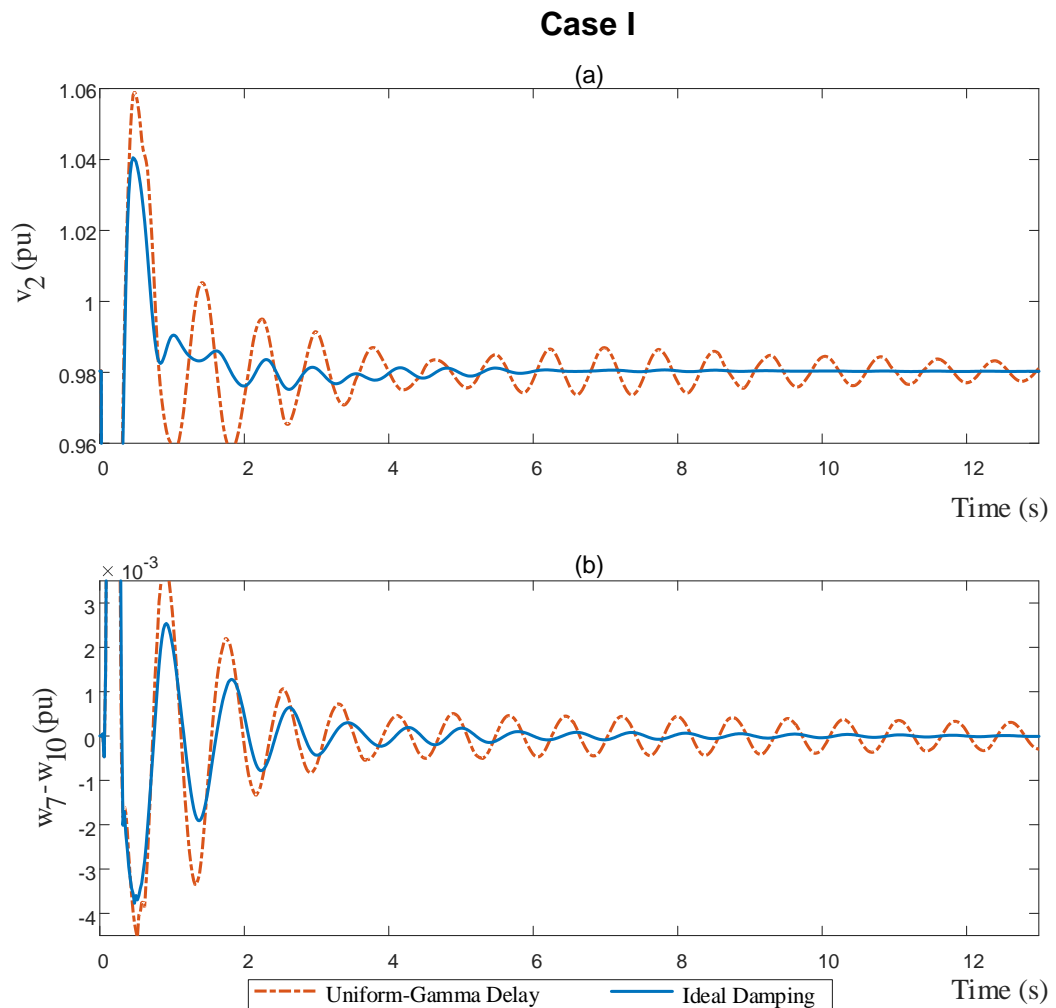 Case I
(a)
1.06
1.04
1.02
1
0.98
0.96
v2 (pu)
0 2 4 6 8 10 12
Time (s)
(b)
× 10-3
3
2
1
0
-1
-2
-3
-4
w7-w10 (pu)
0 2 4 6 8 10 12
Time (s)
Uniform-Gamma Delay Ideal Damping